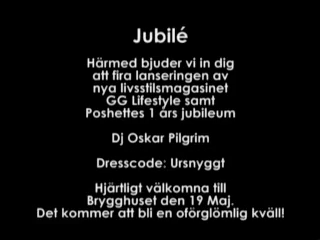 Jubilé
Härmed bjuder vi in dig
att fira lanseringen av
nya livsstilsmagasinet
GG Lifestyle samt
Poshettes 1 års jubileum
Dj Oskar Pilgrim
Dresscode: Ursnyggt
Hjärtligt välkomna till
Brygghuset den 19 Maj.
Det kommer att bli en oförglömlig kväll!